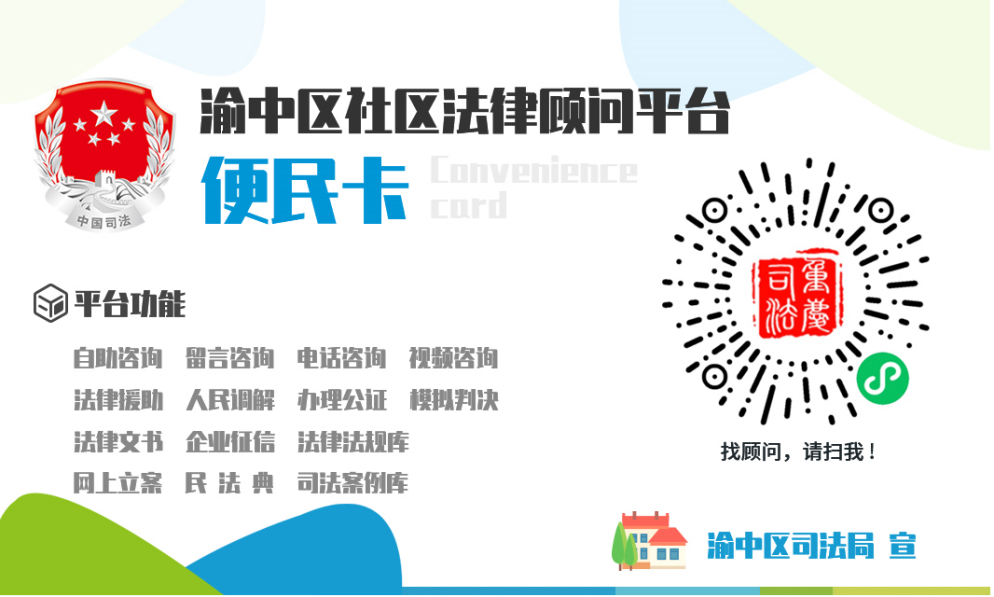 渝中区社区法律顾问平台
便民卡 Convenience card
中国司法
重庆司法
平台功能
自助咨询 留言咨询 电话咨询 视频咨询
法律援助 人民调解 办理公证 模拟判决
法律文书 企业征信 法律法规库
网上立案 民 法 典 司法案例库
找顾问，请扫我！
渝中区司法局 宣